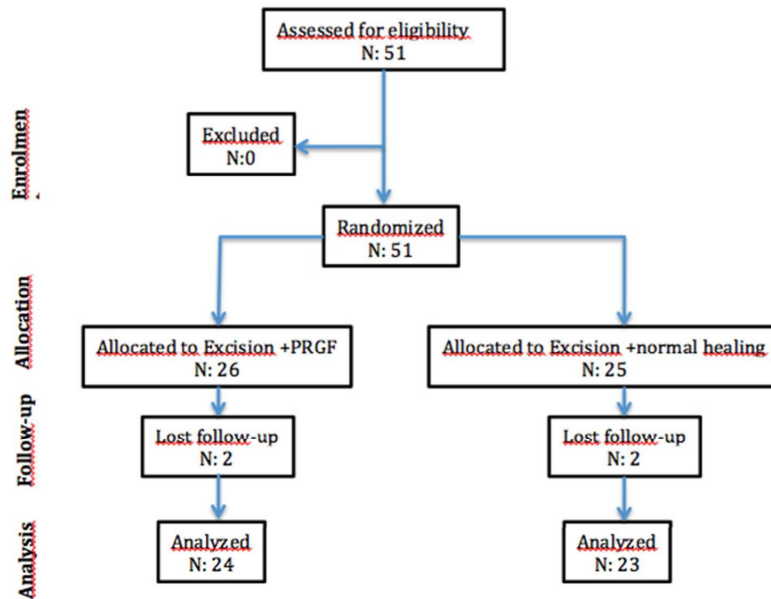 Assessed for eligibility
N: 51
Enrolmen
Excluded
N:0
Randomized
N: 51
Allocation
Allocated to Excision +PRGF
N: 26
Allocated to Excision +normal healing
N: 25
Follow-up
Lost follow-up
N: 2
Lost follow-up
N: 2
Analysis
Analyzed
N: 24
Analyzed
N: 23